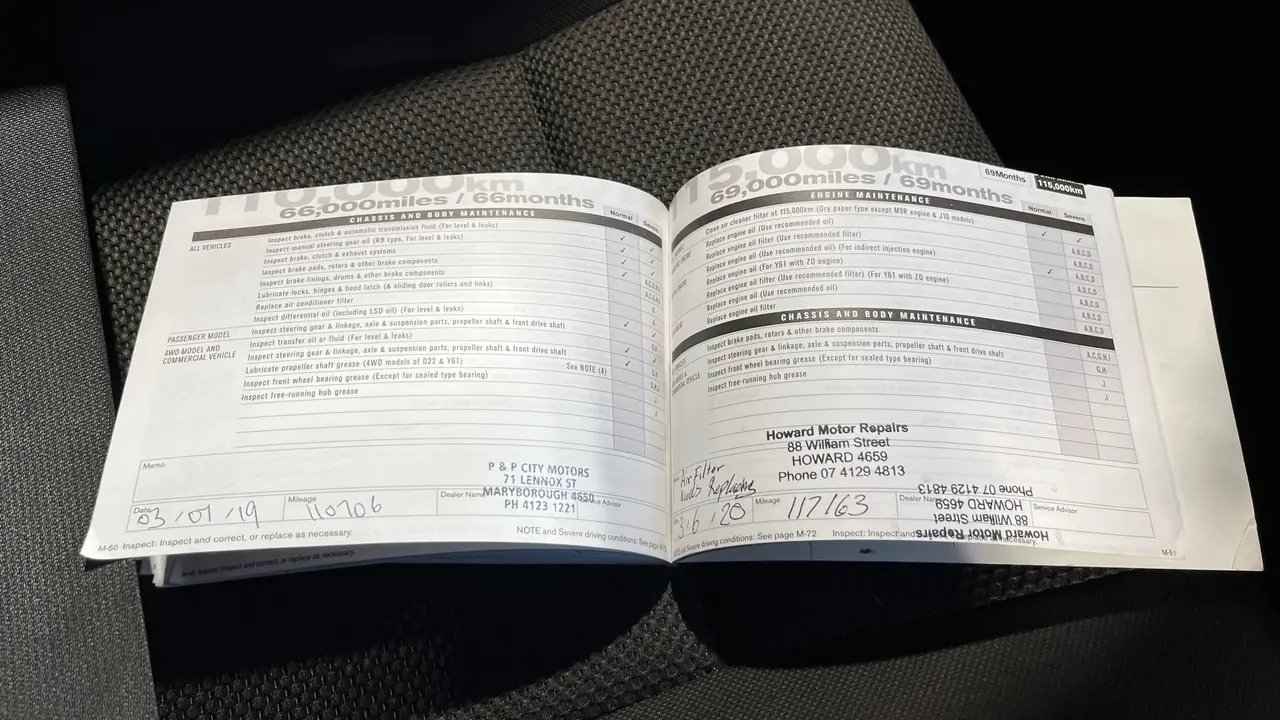 110,000km
66,000miles / 66months
CHASSIS AND BODY MAINTENANCE
Normal
Severe
ALL VEHICLES
Inspect brake, clutch & automatic transmission fluid (For level & leaks)
Inspect manual steering gear oil (RB type, For level & leaks)
Inspect brake, clutch & exhaust systems
Inspect brake pads, rotors & other brake components
Inspect brake linings, drums & other brake components
Lubricate locks, hinges & hood latch (& sliding door rollers and links)
Replace air conditioner filter
Inspect differential oil (including LSD oil) (For level & leaks)
PASSENGER MODEL
Inspect steering gear & linkage, axle & suspension parts, propeller shaft & front drive shaft
4WD MODEL AND
COMMERCIAL VEHICLE
Inspect transfer oil or fluid (For level & leaks)
Inspect steering gear & linkage, axle & suspension parts, propeller shaft & front drive shaft
Lubricate propeller shaft grease (4WD models of D22 & Y61)
See NOTE (4)
Inspect front wheel bearing grease (Except for sealed type bearing)
Inspect free-running hub grease
Memo
P & P CITY MOTORS
71 LENNOX ST
MARYBOROUGH 4650
PH 4123 1221
Date
03 / 01 / 19
Mileage
110706
Dealer Name
Service Advisor
NOTE and Severe driving conditions: See page M-72
M-50 Inspect: Inspect and correct, or replace as necessary.
Inspect and correct, or replace as necessary.
115,000km
69,000miles / 69months
69Months
115,000km
ENGINE MAINTENANCE
Normal
Severe
Clean air cleaner filter at 115,000km (Dry paper type except M9R engine & J10 models)
Replace engine oil (Use recommended oil)
Replace engine oil filter (Use recommended filter)
A,B,C,D
Replace engine oil (Use recommended oil) (For indirect injection engine)
A,B,C,D
Replace engine oil (For Y61 with ZD engine)
A,B,C,D
Replace engine oil filter (Use recommended filter) (For Y61 with ZD engine)
A,B,C,D
Replace engine oil (Use recommended oil)
A,B,C,D
Replace engine oil filter
A,B,C,D
CHASSIS AND BODY MAINTENANCE
Inspect brake pads, rotors & other brake components
A,C,G,H,I
Inspect steering gear & linkage, axle & suspension parts, propeller shaft & front drive shaft
G,H
Inspect front wheel bearing grease (Except for sealed type bearing)
J
Inspect free-running hub grease
J
Howard Motor Repairs
88 William Street
HOWARD 4659
Phone 07 4129 4813
Air Filter
Needs Replacing
3/6/20
Mileage
117163
Dealer Name
Service Advisor
Howard Motor Repairs
88 William Street
HOWARD 4659
Phone 07 4129 4813
NOTE and Severe driving conditions: See page M-72
Inspect: Inspect and
necessary.
M-51